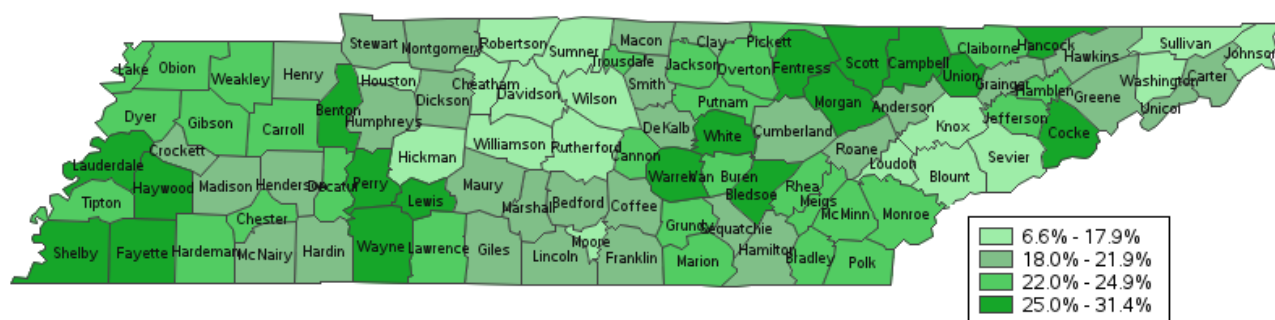 Stewart
Montgomery
Robertson
Sumner
Macon
Clay
Pickett
Scott
Campbell
Claiborne
Hancock
Hawkins
Sullivan
Johnson
Lake
Obion
Weakley
Henry
Houston
Cheatham
Trousdale
Jackson
Overton
Fentress
Union
Grainger
Hamblen
Washington
Carter
Benton
Dickson
Davidson
Wilson
Smith
Putnam
Morgan
Anderson
Greene
Unicol
Dyer
Gibson
Carroll
Humphreys
DeKalb
White
Cumberland
Knox
Jefferson
Cocke
Crockett
Hickman
Williamson
Rutherford
Cannon
Roane
Loudon
Sevier
Lauderdale
Haywood
Madison
Henderson
Decatur
Perry
Lewis
Maury
Warren
Van Buren
Bledsoe
Rhea
Meigs
Blount
Tipton
Chester
Marshall
Bedford
Coffee
Grundy
Sequatchie
McMinn
Monroe
Shelby
Fayette
Hardeman
McNairy
Hardin
Wayne
Lawrence
Giles
Lincoln
Moore
Franklin
Marion
Hamilton
Bradley
Polk
6.6% - 17.9%
18.0% - 21.9%
22.0% - 24.9%
25.0% - 31.4%